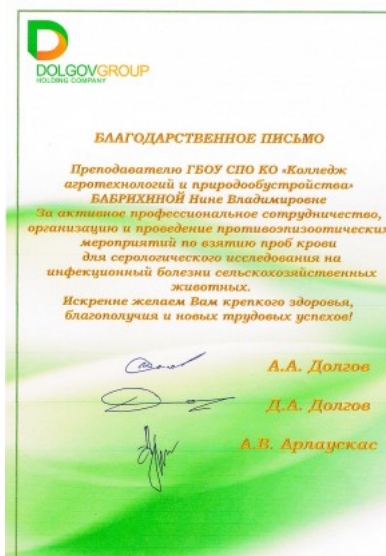 DOLGOVGROUP
HOLDING COMPANY
БЛАГОДАРСТВЕННОЕ ПИСЬМО
Преподавателю ГБОУ СПО КО «Колледж
агротехнологий и природообустройства»
БАБРИХИНОЙ Нине Владимировне
За активное профессиональное сотрудничество,
организацию и проведение противоэпизоотических
мероприятий по взятию проб крови
для серологического исследования на
инфекционный болезни сельскохозяйственных
животных.
Искренне желаем Вам крепкого здоровья,
благополучия и новых трудовых успехов!
А.А. Долгов
Д.А. Долгов
А.В. Арлаускас